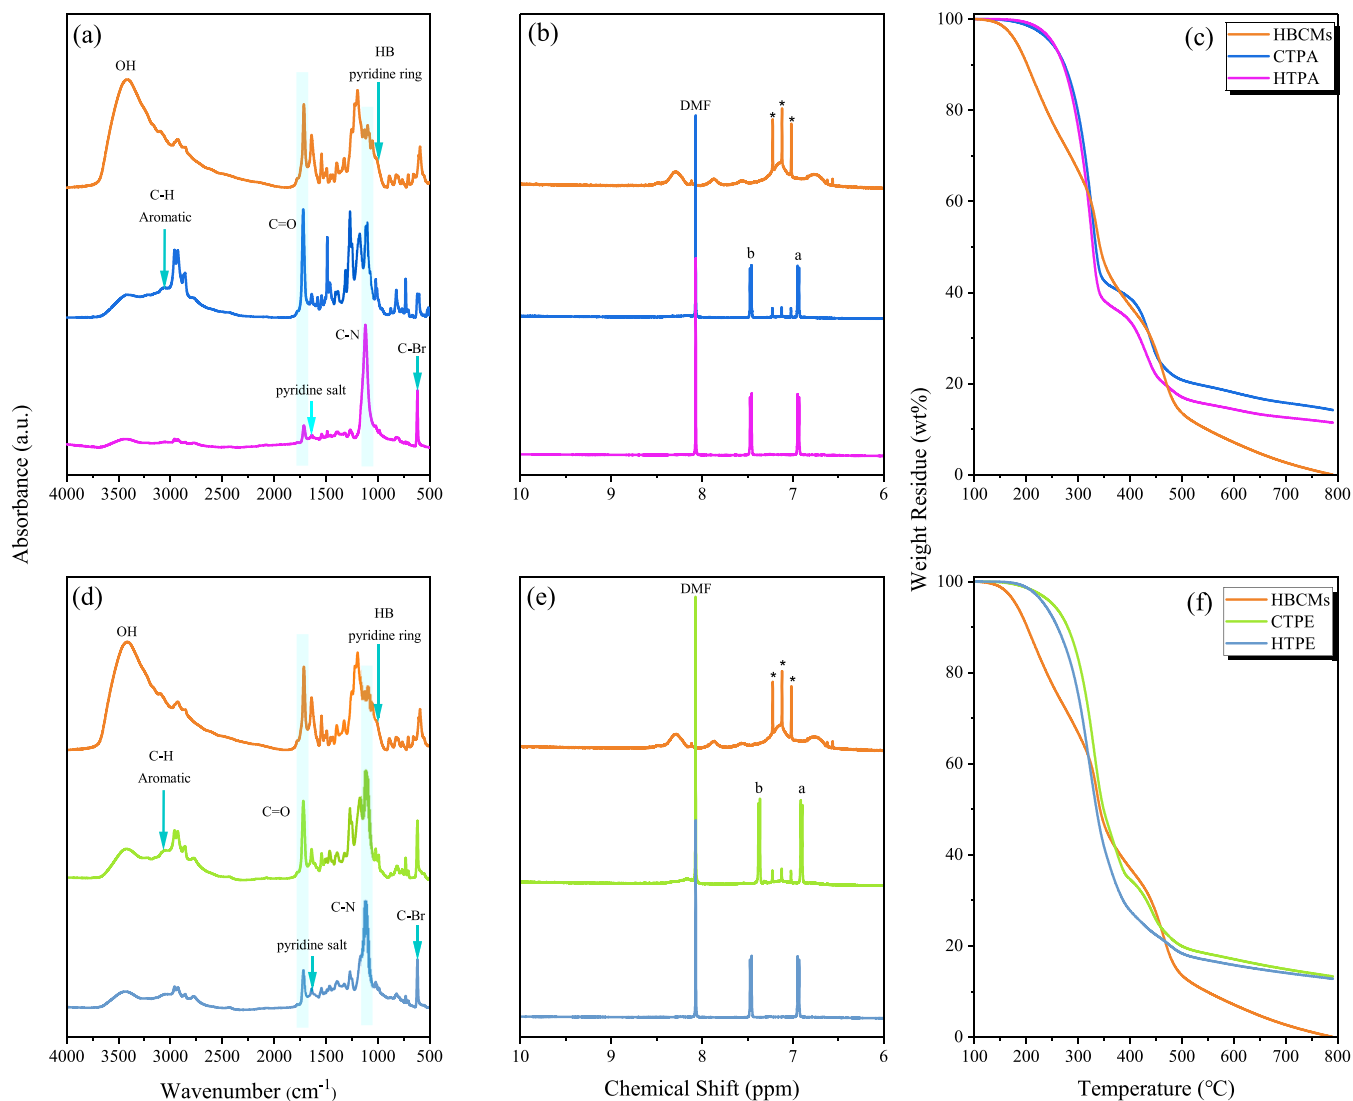 (a)
OH
HB
pyridine ring
C-H
Aromatic
C=O
C-N
C-Br
pyridine salt
4000 3500 3000 2500 2000 1500 1000 500
(b)
DMF
* * *
b a
10 9 8 7 6
(c)
HBCMs
CTPA
HTPA
100
80
60
40
20
0
100 200 300 400 500 600 700 800
Absorbance (a.u.)
Weight Residue (wt%)
(d)
OH
HB
pyridine ring
C-H
Aromatic
C=O
C-N
C-Br
pyridine salt
4000 3500 3000 2500 2000 1500 1000 500
Wavenumber (cm⁻¹)
(e)
DMF
* * *
b a
10 9 8 7 6
Chemical Shift (ppm)
(f)
HBCMs
CTPE
HTPE
100
80
60
40
20
0
100 200 300 400 500 600 700 800
Temperature (℃)